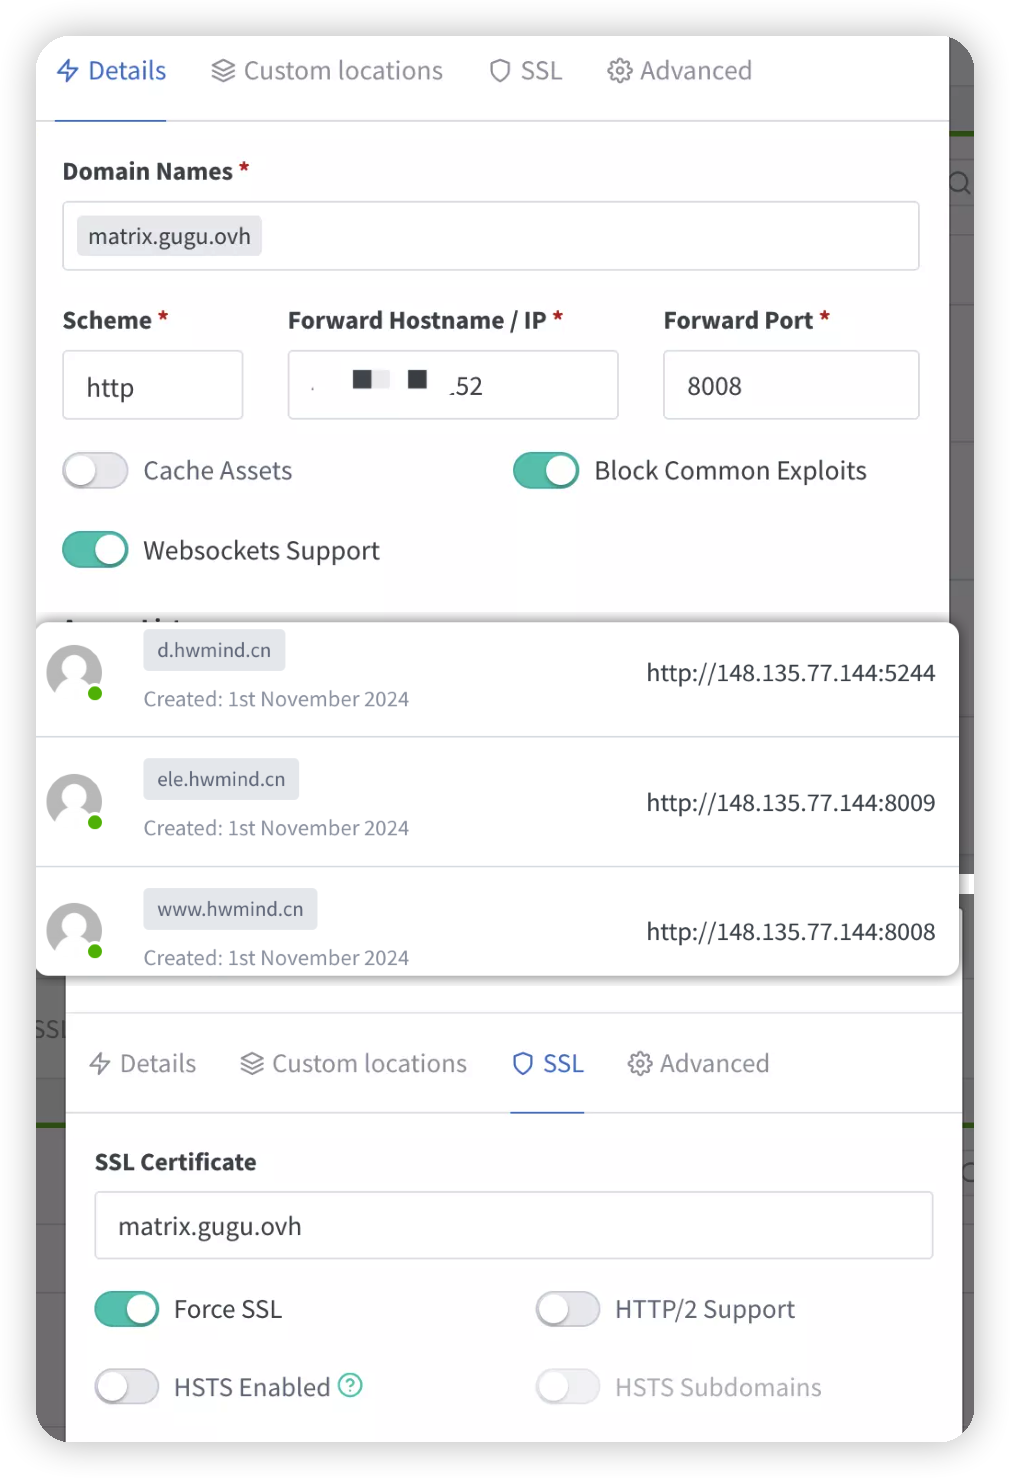 Details Custom locations SSL Advanced
Domain Names *
matrix.gugu.ovh
Scheme * Forward Hostname / IP * Forward Port *
http .52 8008
Cache Assets Block Common Exploits
Websockets Support
d.hwmind.cn
http://148.135.77.144:5244
Created: 1st November 2024
ele.hwmind.cn
http://148.135.77.144:8009
Created: 1st November 2024
www.hwmind.cn
http://148.135.77.144:8008
Created: 1st November 2024
SSL
Details Custom locations SSL Advanced
SSL Certificate
matrix.gugu.ovh
Force SSL HTTP/2 Support
HSTS Enabled HSTS Subdomains